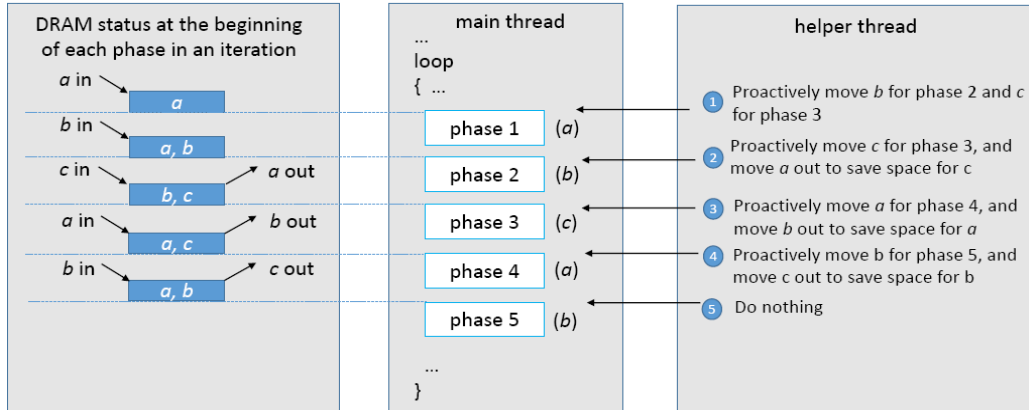 DRAM status at the beginning
of each phase in an iteration
a in
a
b in
a, b
c in
a out
b, c
a in
b out
a, c
b in
c out
a, b
main thread
...
loop
{ ...
phase 1 (a)
phase 2 (b)
phase 3 (c)
phase 4 (a)
phase 5 (b)
...
}
helper thread
1 Proactively move b for phase 2 and c
for phase 3
2 Proactively move c for phase 3, and
move a out to save space for c
3 Proactively move a for phase 4, and
move b out to save space for a
4 Proactively move b for phase 5, and
move c out to save space for b
5 Do nothing